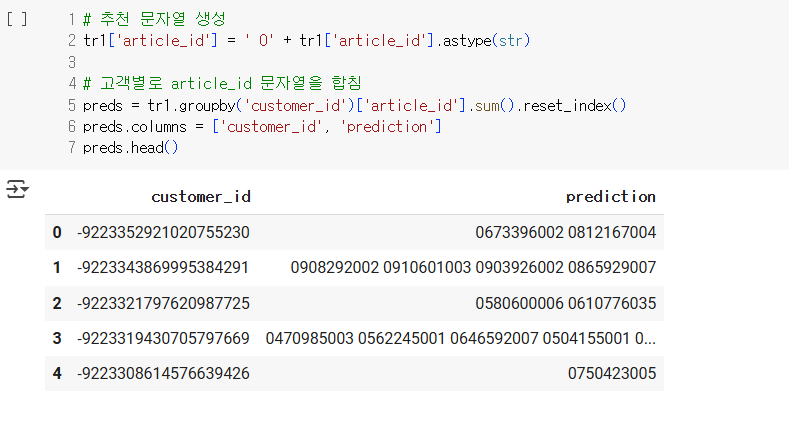 [ ]
1 # 추천 문자열 생성
2 tr1['article_id'] = ' 0' + tr1['article_id'].astype(str)
3
4 # 고객별로 article_id 문자열을 합침
5 preds = tr1.groupby('customer_id')['article_id'].sum().reset_index()
6 preds.columns = ['customer_id', 'prediction']
7 preds.head()
customer_id prediction
0 -9223352921020755230 0673396002 0812167004
1 -9223343869995384291 0908292002 0910601003 0903926002 0865929007
2 -9223321797620987725 0580600006 0610776035
3 -9223319430705797669 0470985003 0562245001 0646592007 0504155001 0...
4 -9223308614576639426 0750423005